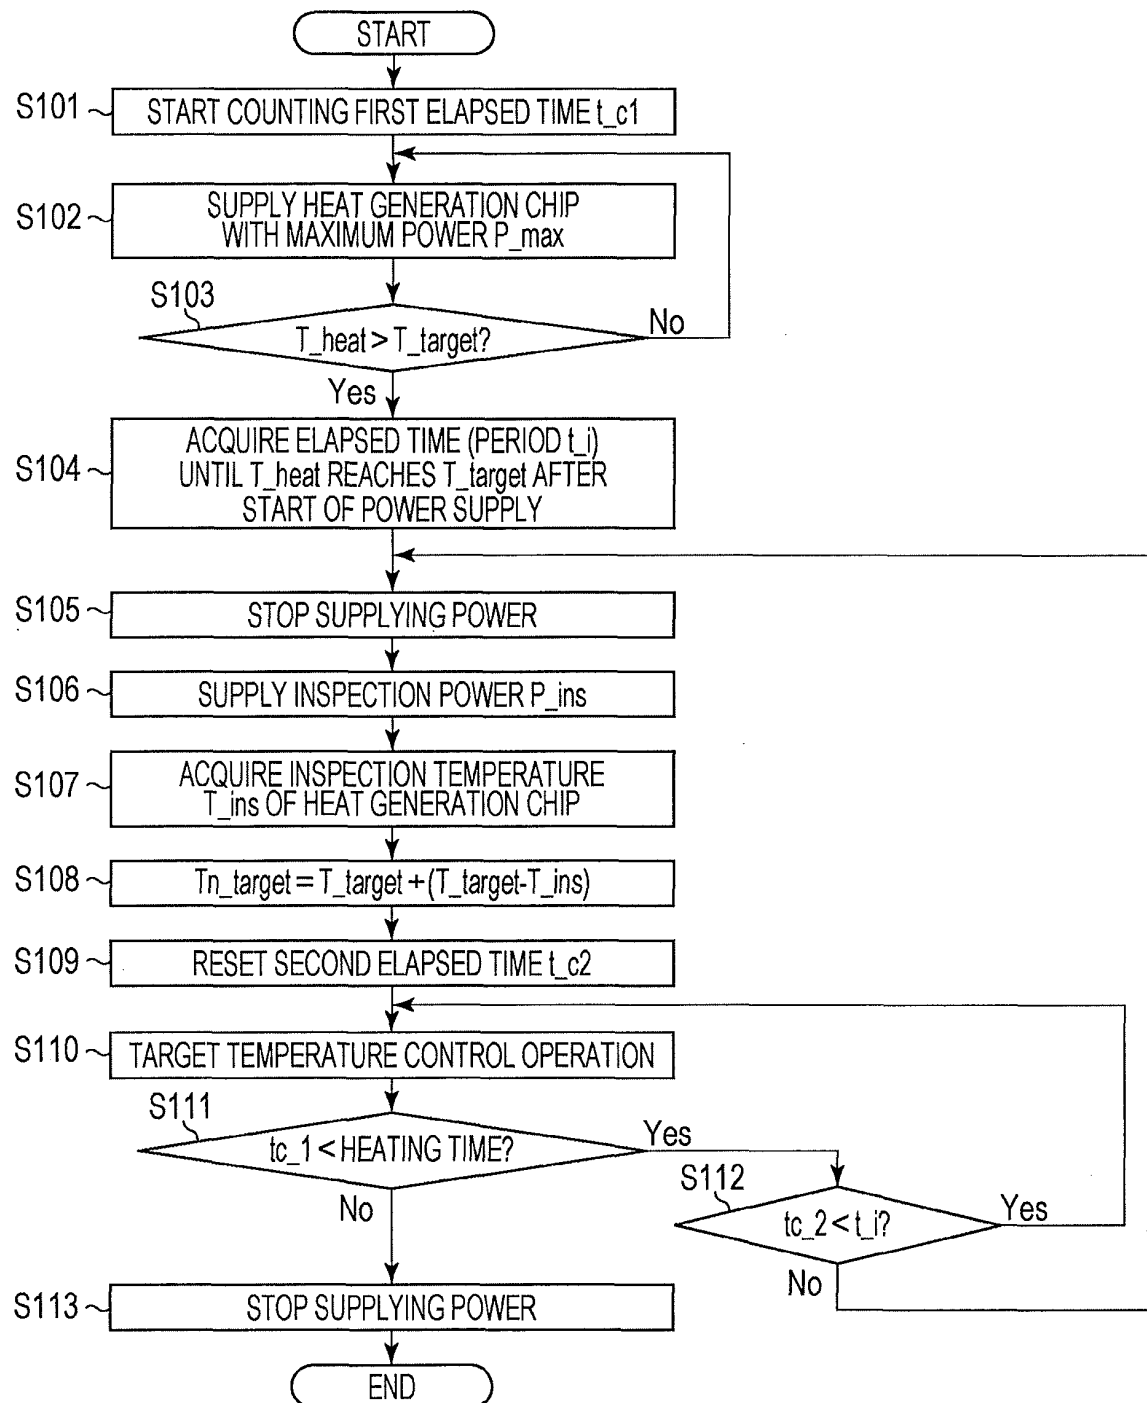 START
S101
START COUNTING FIRST ELAPSED TIME t_c1
S102
SUPPLY HEAT GENERATION CHIP
WITH MAXIMUM POWER P_max
S103
T_heat > T_target?
No
Yes
S104
ACQUIRE ELAPSED TIME (PERIOD t_i)
UNTIL T_heat REACHES T_target AFTER
START OF POWER SUPPLY
S105
STOP SUPPLYING POWER
S106
SUPPLY INSPECTION POWER P_ins
S107
ACQUIRE INSPECTION TEMPERATURE
T_ins OF HEAT GENERATION CHIP
S108
Tn_target = T_target + (T_target-T_ins)
S109
RESET SECOND ELAPSED TIME t_c2
S110
TARGET TEMPERATURE CONTROL OPERATION
S111
tc_1 < HEATING TIME?
Yes
No
S112
tc_2 < t_i?
Yes
No
S113
STOP SUPPLYING POWER
END